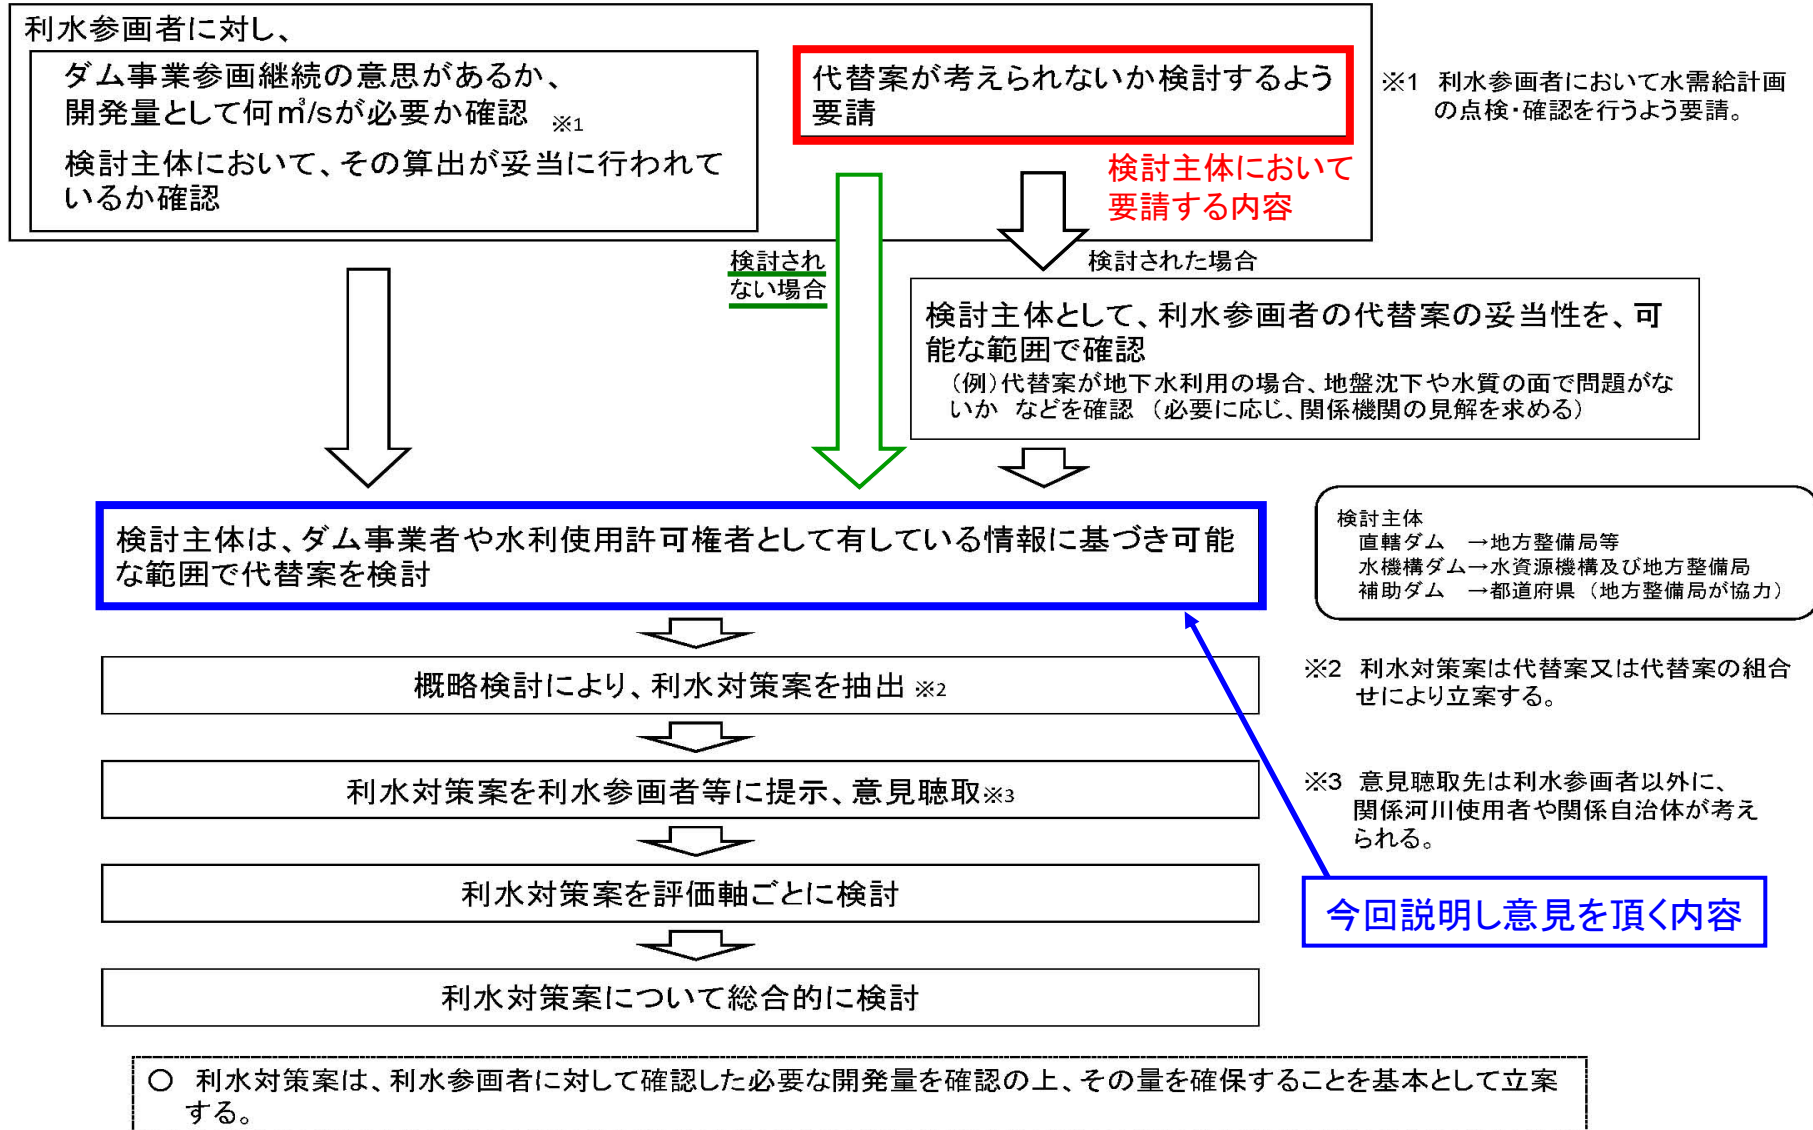 利水参画者に対し、
ダム事業参画継続の意思があるか、
開発量として何㎥/sが必要か確認 ※1
検討主体において、その算出が妥当に行われて
いるか確認
代替案が考えられないか検討するよう
要請
検討主体において
要請する内容
※1 利水参画者において水需給計画
の点検・確認を行うよう要請。
検討され
ない場合
検討された場合
検討主体として、利水参画者の代替案の妥当性を、可
能な範囲で確認
(例)代替案が地下水利用の場合、地盤沈下や水質の面で問題がな
いか などを確認 (必要に応じ、関係機関の見解を求める)
検討主体は、ダム事業者や水利使用許可権者として有している情報に基づき可能
な範囲で代替案を検討
検討主体
直轄ダム →地方整備局等
水機構ダム→水資源機構及び地方整備局
補助ダム →都道府県 (地方整備局が協力)
概略検討により、利水対策案を抽出 ※2
※2 利水対策案は代替案又は代替案の組合
せにより立案する。
利水対策案を利水参画者等に提示、意見聴取※3
※3 意見聴取先は利水参画者以外に、
関係河川使用者や関係自治体が考え
られる。
利水対策案を評価軸ごとに検討
今回説明し意見を頂く内容
利水対策案について総合的に検討
○ 利水対策案は、利水参画者に対して確認した必要な開発量を確認の上、その量を確保することを基本として立案
する。